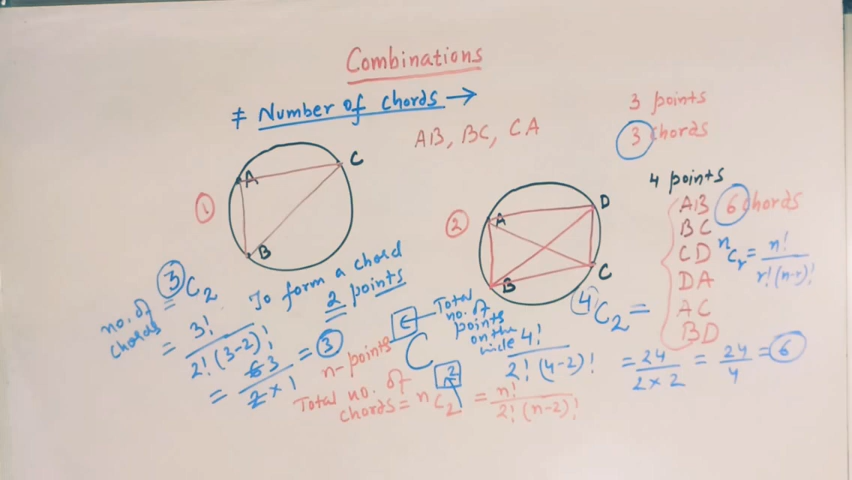 Combinations
# Number of chords →
AB, BC, CA
3 points
3 chords
①
A
C
B
②
A
D
B
C
4 points
AB
BC
CD
DA
AC
BD
6 chords
nCr = n! / r!(n-r)!
To form a chord
2 points
no. of chords = 3C2
= 3! / 2!(3-2)!
= 6 3 / 2×1 = 3
Total no. of points on the circle
n-points
C
2
4C2 =
4! / 2!(4-2)! = 24 / 2×2 = 24 / 4 = 6
Total no. of
chords = nC2 = n! / 2!(n-2)!